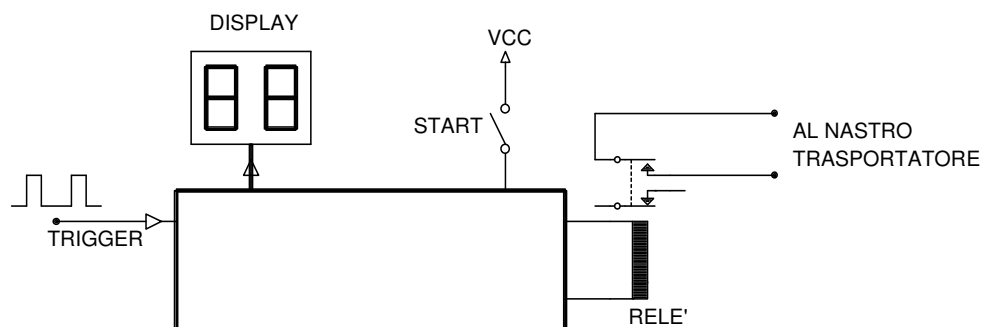 DISPLAY
VCC
START
AL NASTRO
TRASPORTATORE
TRIGGER
RELE'